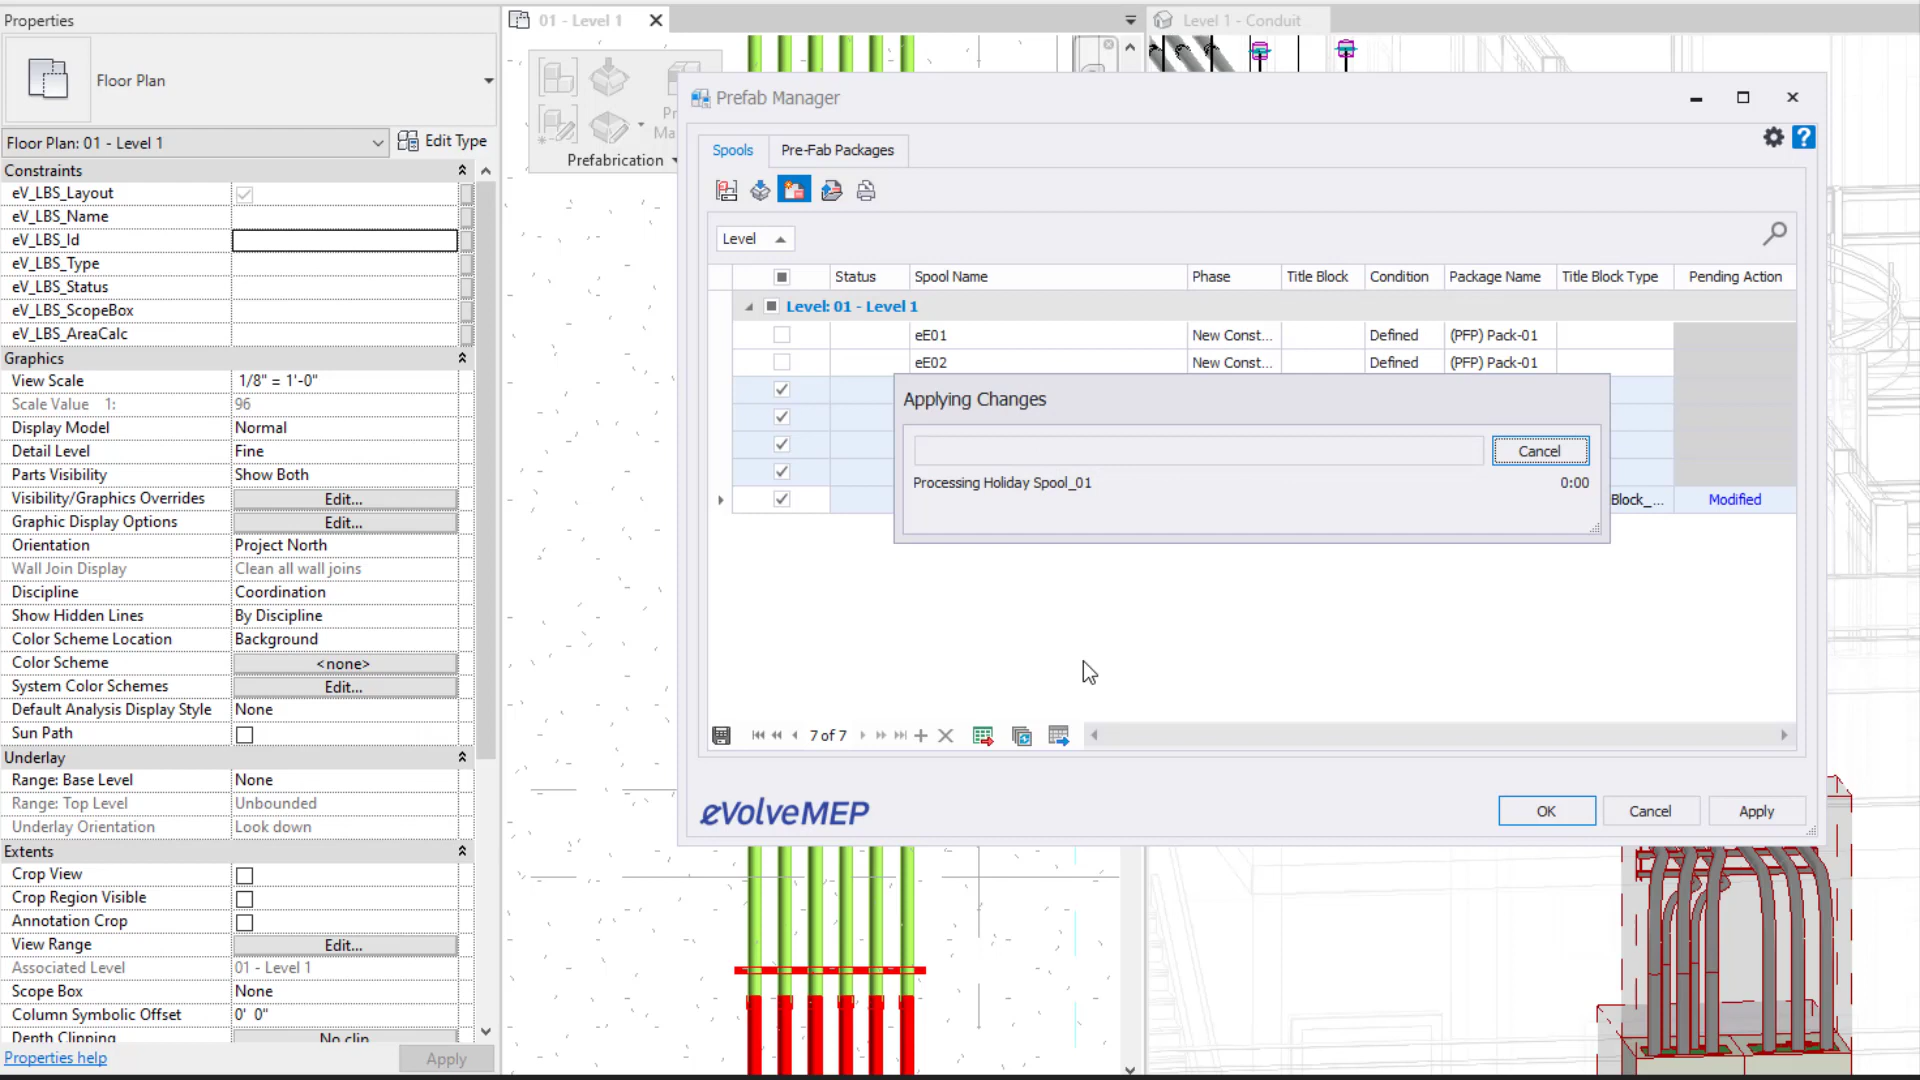 Properties
Floor Plan
Floor Plan: 01 - Level 1
Edit Type
Constraints
eV_LBS_Layout
eV_LBS_Name
eV_LBS_Id
eV_LBS_Type
eV_LBS_Status
eV_LBS_ScopeBox
eV_LBS_AreaCalc
Graphics
View Scale 1/8" = 1'-0"
Scale Value 1: 96
Display Model Normal
Detail Level Fine
Parts Visibility Show Both
Visibility/Graphics Overrides Edit...
Graphic Display Options Edit...
Orientation Project North
Wall Join Display Clean all wall joins
Discipline Coordination
Show Hidden Lines By Discipline
Color Scheme Location Background
Color Scheme <none>
System Color Schemes Edit...
Default Analysis Display Style None
Sun Path
Underlay
Range: Base Level None
Range: Top Level Unbounded
Underlay Orientation Look down
Extents
Crop View
Crop Region Visible
Annotation Crop
View Range Edit...
Associated Level 01 - Level 1
Scope Box None
Column Symbolic Offset 0' 0"
Depth Clipping No clip
Properties help
Apply
01 - Level 1
Level 1 - Conduit
Prefabrication
Prefab Manager
Spools Pre-Fab Packages
Level
Status Spool Name Phase Title Block Condition Package Name Title Block Type Pending Action
Level: 01 - Level 1
eE01 New Const... Defined (PFP) Pack-01
eE02 New Const... Defined (PFP) Pack-01
Block_... Modified
Applying Changes
Cancel
Processing Holiday Spool_01 0:00
7 of 7
eVolveMEP
OK Cancel Apply